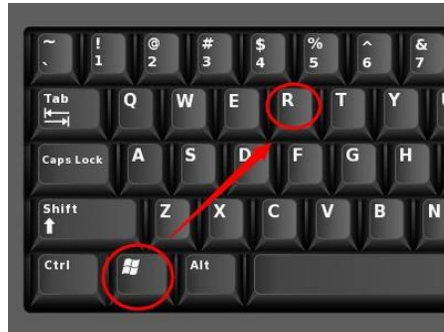 ~ ! @ # $ % ^ &
` 1 2 3 4 5 6 7
Tab Q W E R T Y
Caps Lock A S D F G H
Shift Z X C V B N
Ctrl Alt